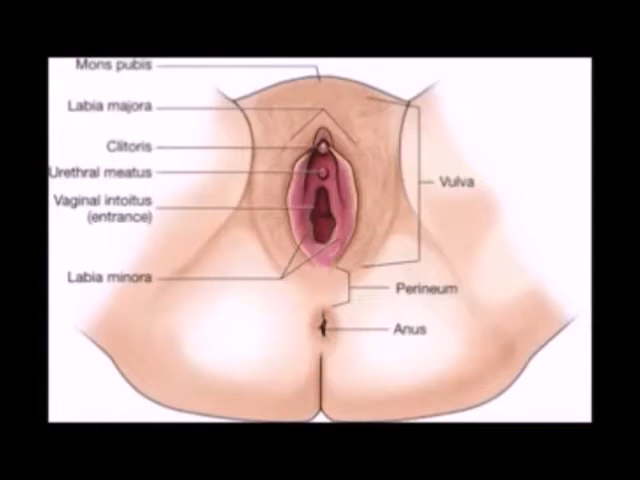 Mons pubis
Labia majora
Clitoris
Urethral meatus
Vaginal intoitus
(entrance)
Labia minora
Vulva
Perineum
Anus